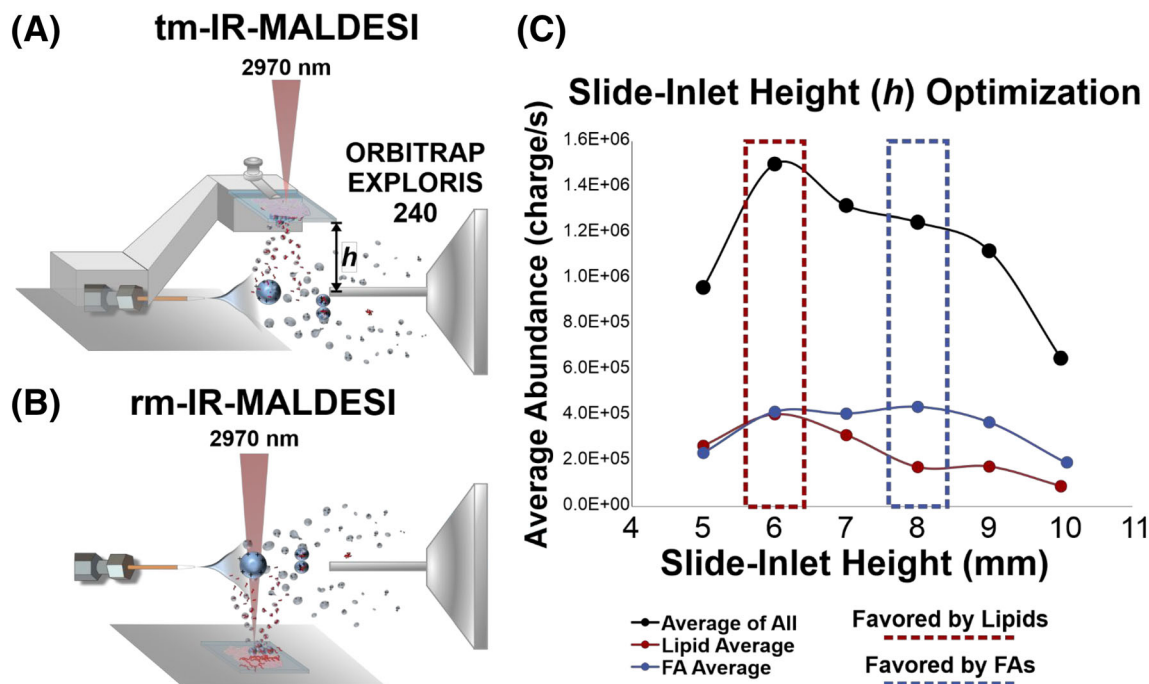 (A)
tm-IR-MALDESI
2970 nm
ORBITRAP
EXPLORIS
240
h
(B)
rm-IR-MALDESI
2970 nm
(C)
Slide-Inlet Height (h) Optimization
Average Abundance (charge/s)
1.6E+06
1.4E+06
1.2E+06
1.0E+06
8.0E+05
6.0E+05
4.0E+05
2.0E+05
0.0E+00
4 5 6 7 8 9 10 11
Slide-Inlet Height (mm)
Average of All
Lipid Average
FA Average
Favored by Lipids
Favored by FAs